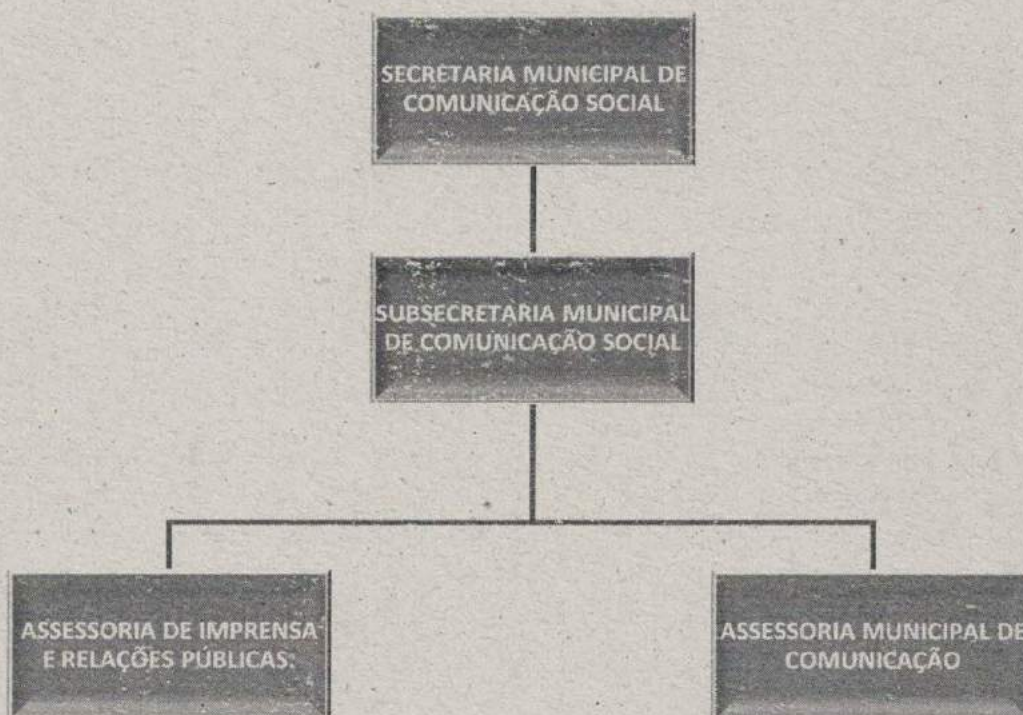 SECRETARIA MUNICIPAL DE
COMUNICAÇÃO SOCIAL
SUBSECRETARIA MUNICIPAL
DE COMUNICAÇÃO SOCIAL
ASSESSORIA DE IMPRENSA
E RELAÇÕES PÚBLICAS.
ASSESSORIA MUNICIPAL DE
COMUNICAÇÃO